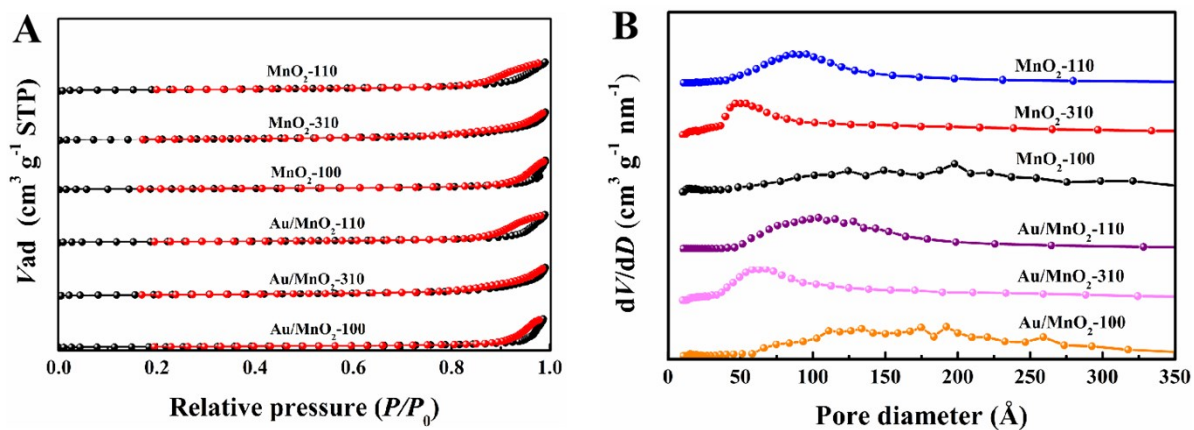 A
Vad (cm³ g⁻¹ STP)
MnO₂-110
MnO₂-310
MnO₂-100
Au/MnO₂-110
Au/MnO₂-310
Au/MnO₂-100
0.0 0.2 0.4 0.6 0.8 1.0
Relative pressure (P/P₀)
B
dV/dD (cm³ g⁻¹ nm⁻¹)
MnO₂-110
MnO₂-310
MnO₂-100
Au/MnO₂-110
Au/MnO₂-310
Au/MnO₂-100
0 50 100 150 200 250 300 350
Pore diameter (Å)